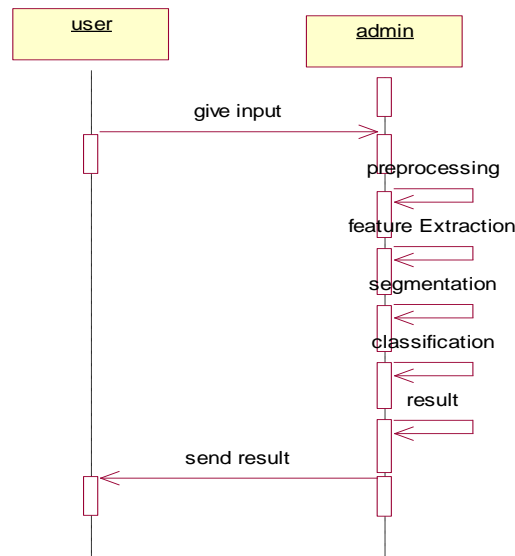 user
admin
give input
preprocessing
feature Extraction
segmentation
classification
result
send result